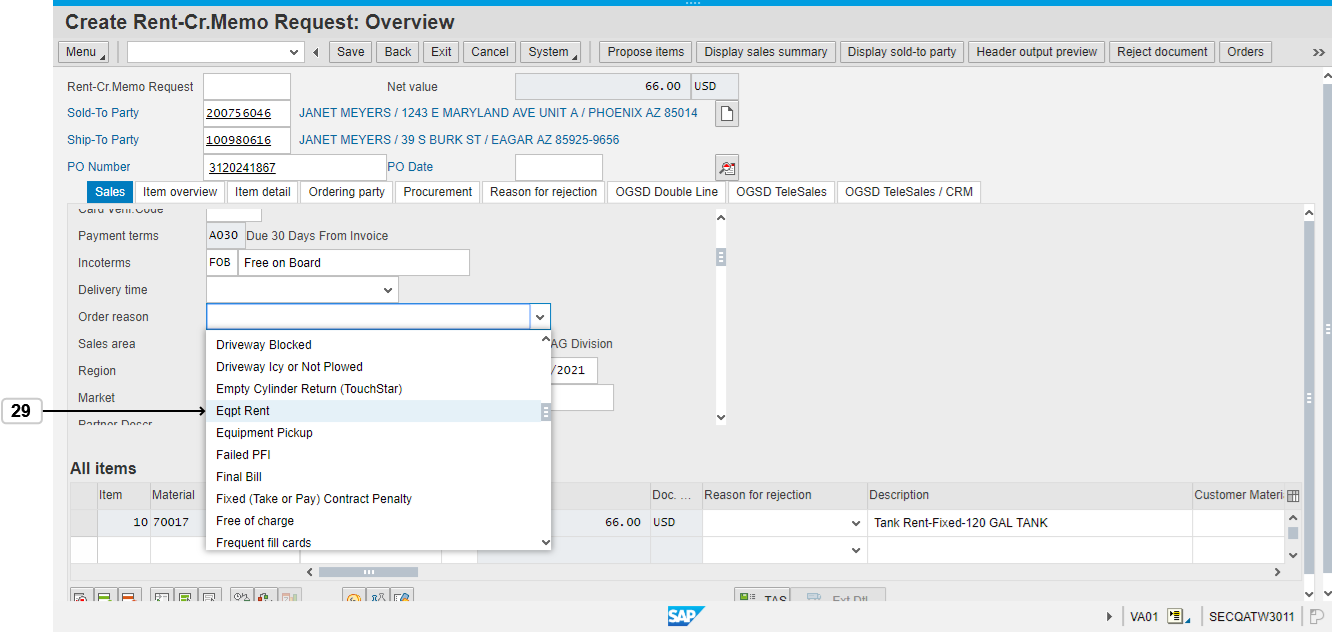 Create Rent-Cr.Memo Request: Overview
Menu Save Back Exit Cancel System Propose items Display sales summary Display sold-to party Header output preview Reject document Orders
Rent-Cr.Memo Request Net value 66.00 USD
Sold-To Party 200756046 JANET MEYERS / 1243 E MARYLAND AVE UNIT A / PHOENIX AZ 85014
Ship-To Party 100980616 JANET MEYERS / 39 S BURK ST / EAGAR AZ 85925-9656
PO Number 3120241867 PO Date
Sales Item overview Item detail Ordering party Procurement Reason for rejection OGSD Double Line OGSD TeleSales OGSD TeleSales / CRM
Card Verif.Code
Payment terms A030 Due 30 Days From Invoice
Incoterms FOB Free on Board
Delivery time
Order reason
Sales area AG Division
Region /2021
Market
Partner Descr
Driveway Blocked
Driveway Icy or Not Plowed
Empty Cylinder Return (TouchStar)
29 Eqpt Rent
Equipment Pickup
Failed PFI
Final Bill
Fixed (Take or Pay) Contract Penalty
Free of charge
Frequent fill cards
All items
Item Material Doc. ... Reason for rejection Description Customer Materi
10 70017 66.00 USD Tank Rent-Fixed-120 GAL TANK
TAS Ext Dtl
SAP VA01 SECQATW3011